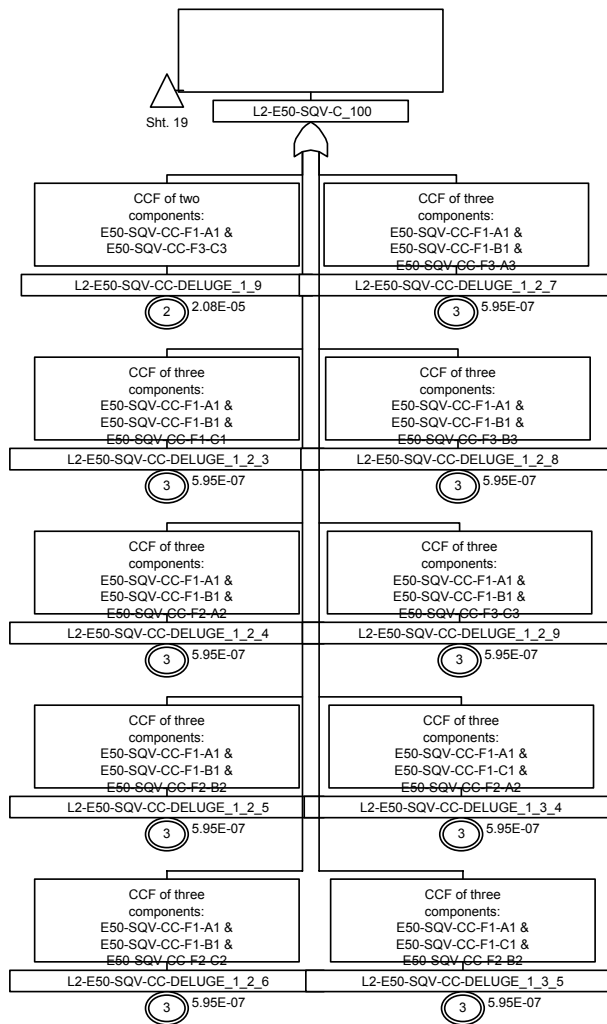 Sht. 19
L2-E50-SQV-C_100
CCF of two
components:
E50-SQV-CC-F1-A1 &
E50-SQV-CC-F3-C3
L2-E50-SQV-CC-DELUGE_1_9
2
2.08E-05
CCF of three
components:
E50-SQV-CC-F1-A1 &
E50-SQV-CC-F1-B1 &
E50-SQV-CC-F3-A3
L2-E50-SQV-CC-DELUGE_1_2_7
3
5.95E-07
CCF of three
components:
E50-SQV-CC-F1-A1 &
E50-SQV-CC-F1-B1 &
E50-SQV-CC-F1-C1
L2-E50-SQV-CC-DELUGE_1_2_3
3
5.95E-07
CCF of three
components:
E50-SQV-CC-F1-A1 &
E50-SQV-CC-F1-B1 &
E50-SQV-CC-F3-B3
L2-E50-SQV-CC-DELUGE_1_2_8
3
5.95E-07
CCF of three
components:
E50-SQV-CC-F1-A1 &
E50-SQV-CC-F1-B1 &
E50-SQV-CC-F2-A2
L2-E50-SQV-CC-DELUGE_1_2_4
3
5.95E-07
CCF of three
components:
E50-SQV-CC-F1-A1 &
E50-SQV-CC-F1-B1 &
E50-SQV-CC-F3-C3
L2-E50-SQV-CC-DELUGE_1_2_9
3
5.95E-07
CCF of three
components:
E50-SQV-CC-F1-A1 &
E50-SQV-CC-F1-B1 &
E50-SQV-CC-F2-B2
L2-E50-SQV-CC-DELUGE_1_2_5
3
5.95E-07
CCF of three
components:
E50-SQV-CC-F1-A1 &
E50-SQV-CC-F1-C1 &
E50-SQV-CC-F2-A2
L2-E50-SQV-CC-DELUGE_1_3_4
3
5.95E-07
CCF of three
components:
E50-SQV-CC-F1-A1 &
E50-SQV-CC-F1-B1 &
E50-SQV-CC-F2-C2
L2-E50-SQV-CC-DELUGE_1_2_6
3
5.95E-07
CCF of three
components:
E50-SQV-CC-F1-A1 &
E50-SQV-CC-F1-C1 &
E50-SQV-CC-F2-B2
L2-E50-SQV-CC-DELUGE_1_3_5
3
5.95E-07